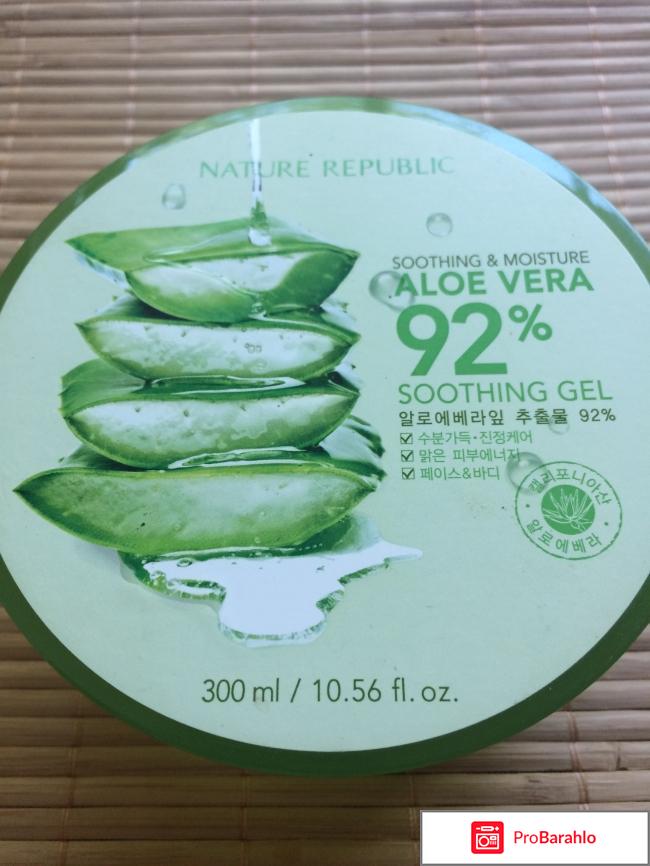 NATURE REPUBLIC
SOOTHING & MOISTURE
ALOE VERA
92%
SOOTHING GEL
알로에베라잎 추출물 92%
수분가득·진정케어
맑은 피부에너지
페이스&바디
캘리포니아산
알로에베라
300 ml / 10.56 fl. oz.
ProBarahlo